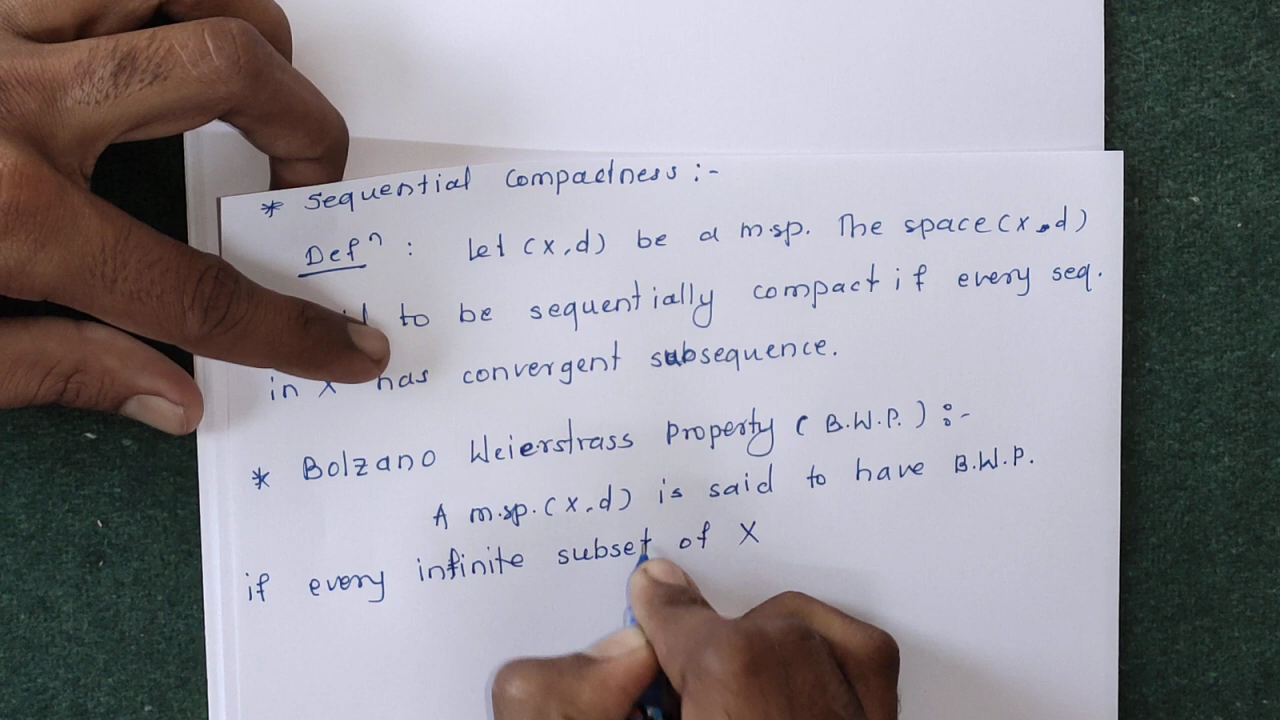 * Sequential Compactness :-
Defⁿ : Let (X,d) be a m.sp. The space (X,d)
to be sequentially compact if every seq.
in X has convergent subsequence.
* Bolzano Weierstrass Property (B.W.P.) :-
A m.sp. (X,d) is said to have B.W.P.
if every infinite subset of X